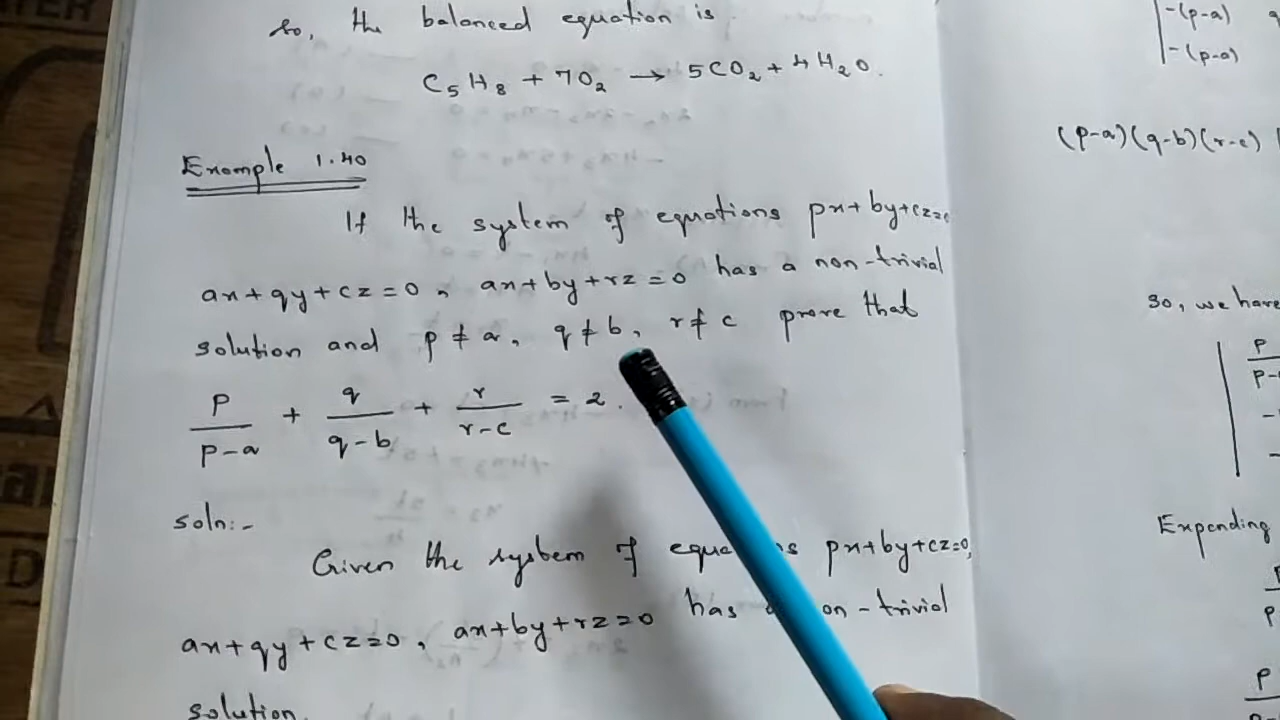 So, the balanced equation is
C₅H₈ + 7O₂ → 5CO₂ + 4H₂O.
Example 1.40
If the system of equations px+by+cz=0
ax+qy+cz=0, ax+by+rz=0 has a non-trivial
solution and p≠a, q≠b, r≠c prove that
p/p-a + q/q-b + r/r-c = 2.
soln:-
Given the system of equa s px+by+cz=0,
ax+qy+cz=0, ax+by+rz=0 has on-trivial
solution.
-(p-a) q
-(p-a)
(p-a)(q-b)(r-c)
So, we have
p
p-
-
-
Expanding
p
p